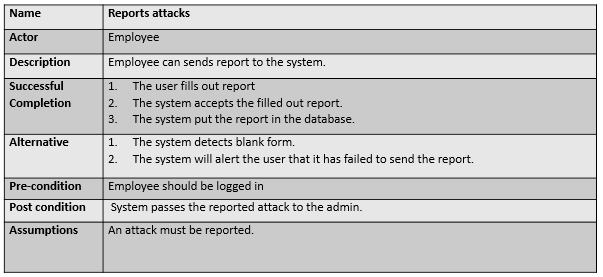 Name Reports attacks
Actor Employee
Description Employee can sends report to the system.
Successful Completion 1. The user fills out report
2. The system accepts the filled out report.
3. The system put the report in the database.
Alternative 1. The system detects blank form.
2. The system will alert the user that it has failed to send the report.
Pre-condition Employee should be logged in
Post condition System passes the reported attack to the admin.
Assumptions An attack must be reported.